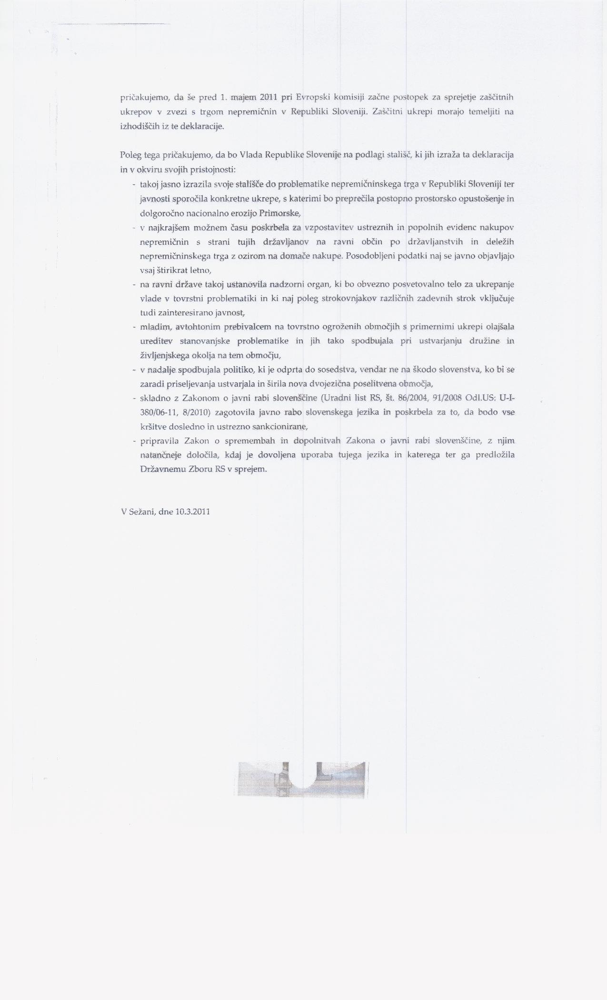 pričakujemo, da še pred 1. majem 2011 pri Evropski komisiji začne postopek za sprejetje zaščitnih
ukrepov v zvezi s trgom nepremičnin v Republiki Sloveniji. Zaščitni ukrepi morajo temeljiti na
izhodiščih iz te deklaracije.
Poleg tega pričakujemo, da bo Vlada Republike Slovenije na podlagi stališč, ki jih izraža ta deklaracija
in v okviru svojih pristojnosti:
- takoj jasno izrazila svoje stališče do problematike nepremičninskega trga v Republiki Sloveniji ter
javnosti sporočila konkretne ukrepe, s katerimi bo preprečila postopno prostorsko opustošenje in
dolgoročno nacionalno erozijo Primorske,
- v najkrajšem možnem času poskrbela za vzpostavitev ustreznih in popolnih evidenc nakupov
nepremičnin s strani tujih državljanov na ravni občin po državljanstvih in deležih
nepremičninskega trga z ozirom na domače nakupe. Posodobljeni podatki naj se javno objavljajo
vsaj štirikrat letno,
- na ravni države takoj ustanovila nadzorni organ, ki bo obvezno posvetovalno telo za ukrepanje
vlade v tovrstni problematiki in ki naj poleg strokovnjakov različnih zadevnih strok vključuje
tudi zainteresirano javnost,
- mladim, avtohtonim prebivalcem na tovrstno ogroženih območjih s primernimi ukrepi olajšala
ureditev stanovanjske problematike in jih tako spodbujala pri ustvarjanju družine in
življenjskega okolja na tem območju,
- v nadalje spodbujala politiko, ki je odprta do sosedstva, vendar ne na škodo slovenstva, ko bi se
zaradi priseljevanja ustvarjala in širila nova dvojezična poselitvena območja,
- skladno z Zakonom o javni rabi slovenščine (Uradni list RS, št. 86/2004, 91/2008 Odl.US: U-I-
380/06-11, 8/2010) zagotovila javno rabo slovenskega jezika in poskrbela za to, da bodo vse
kršitve dosledno in ustrezno sankcionirane,
- pripravila Zakon o spremembah in dopolnitvah Zakona o javni rabi slovenščine, z njim
natančneje določila, kdaj je dovoljena uporaba tujega jezika in katerega ter ga predložila
Državnemu Zboru RS v sprejem.
V Sežani, dne 10.3.2011